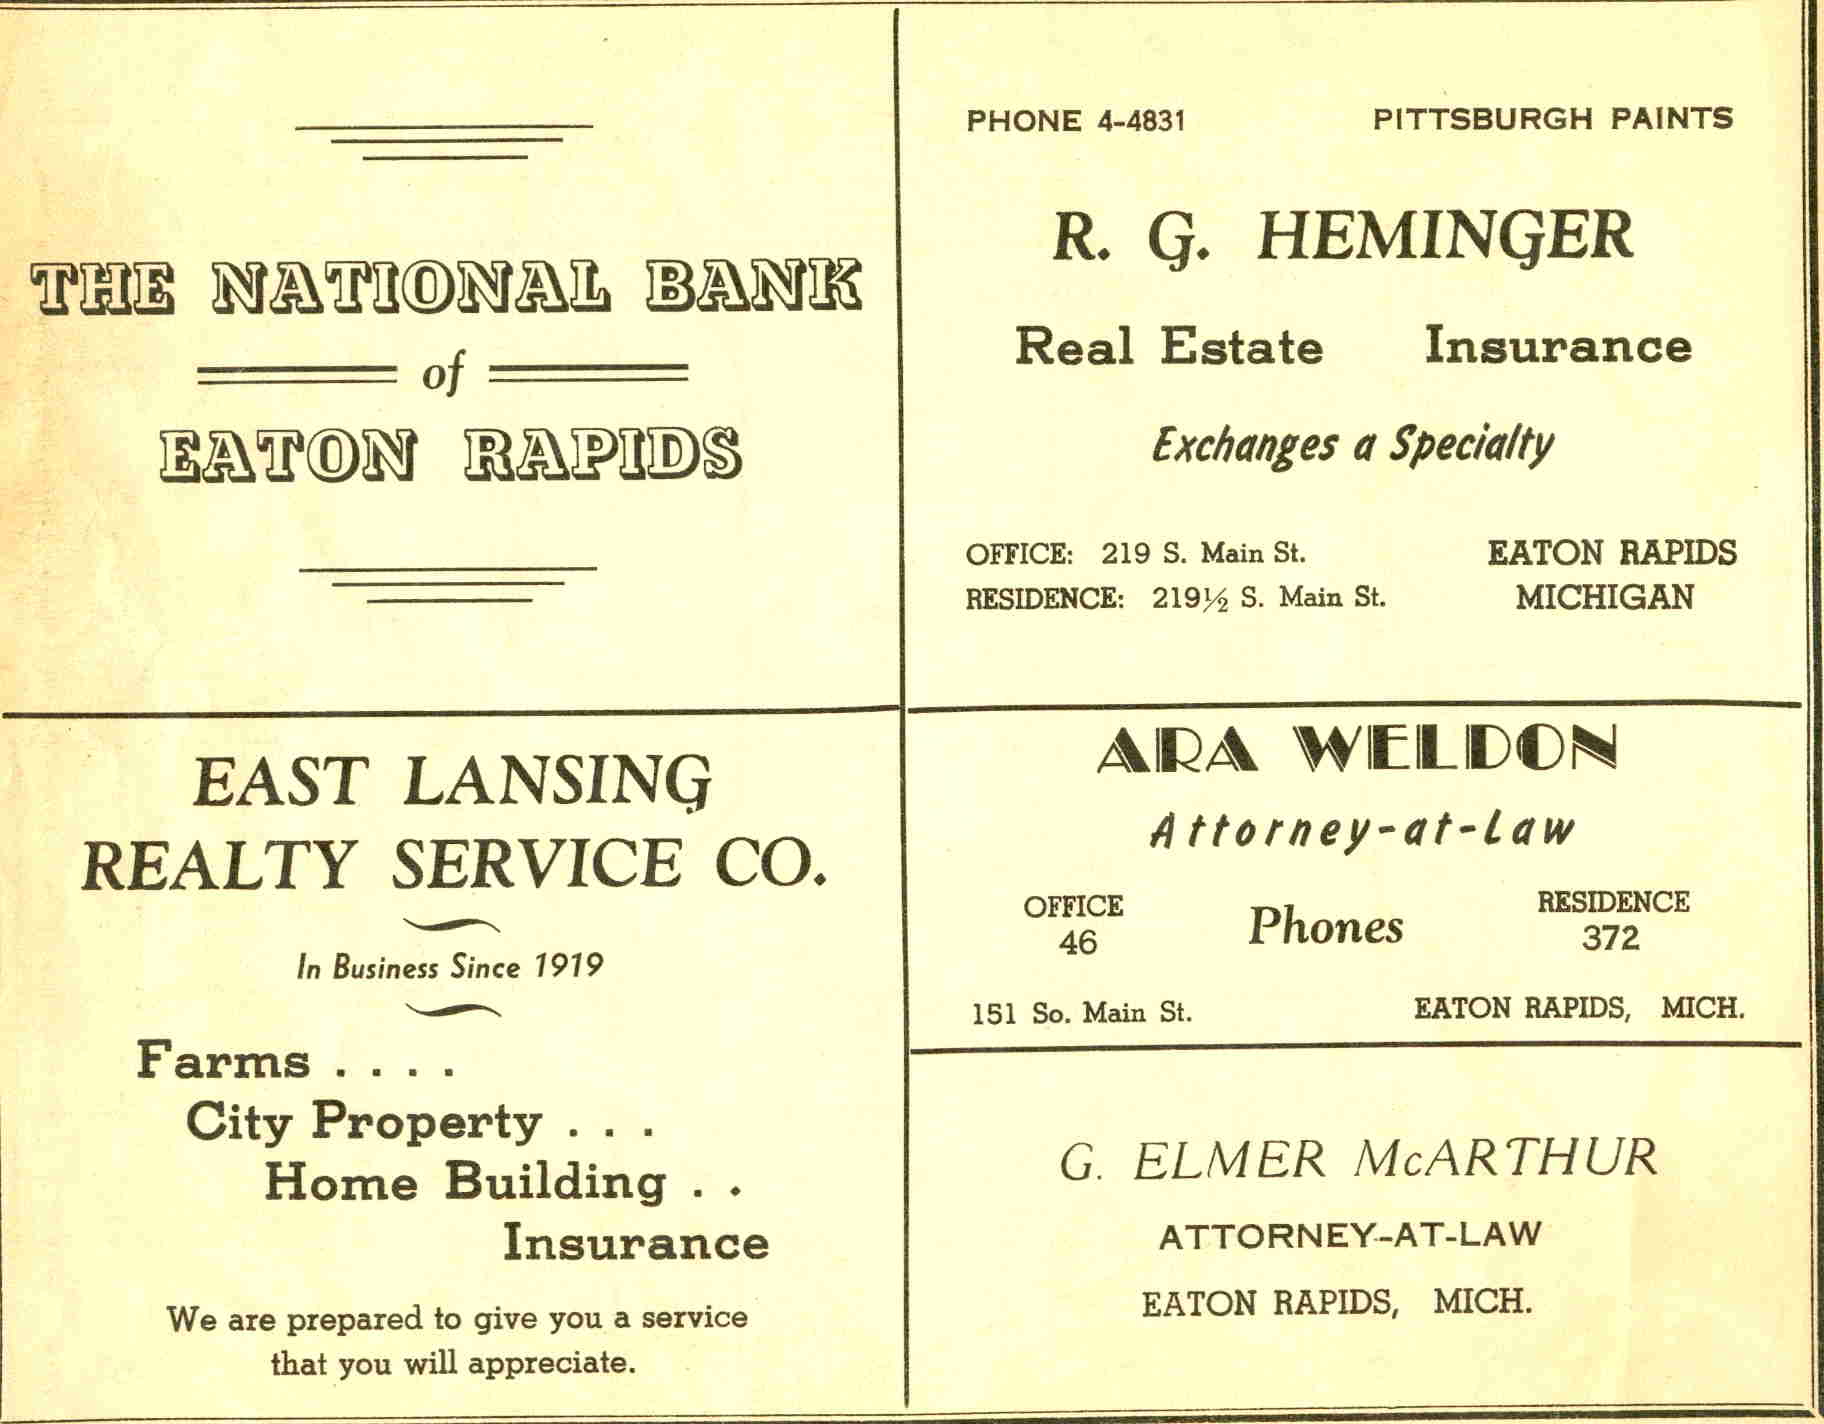 THE NATIONAL BANK
of
EATON RAPIDS
PHONE 4-4831 PITTSBURGH PAINTS
R. G. HEMINGER
Real Estate Insurance
Exchanges a Specialty
OFFICE: 219 S. Main St. EATON RAPIDS
RESIDENCE: 219½ S. Main St. MICHIGAN
EAST LANSING
REALTY SERVICE CO.
In Business Since 1919
Farms . . . .
City Property . . .
Home Building . .
Insurance
We are prepared to give you a service
that you will appreciate.
ARA WELDON
Attorney-at-Law
OFFICE Phones RESIDENCE
46 372
151 So. Main St. EATON RAPIDS, MICH.
G. ELMER McARTHUR
ATTORNEY-AT-LAW
EATON RAPIDS, MICH.